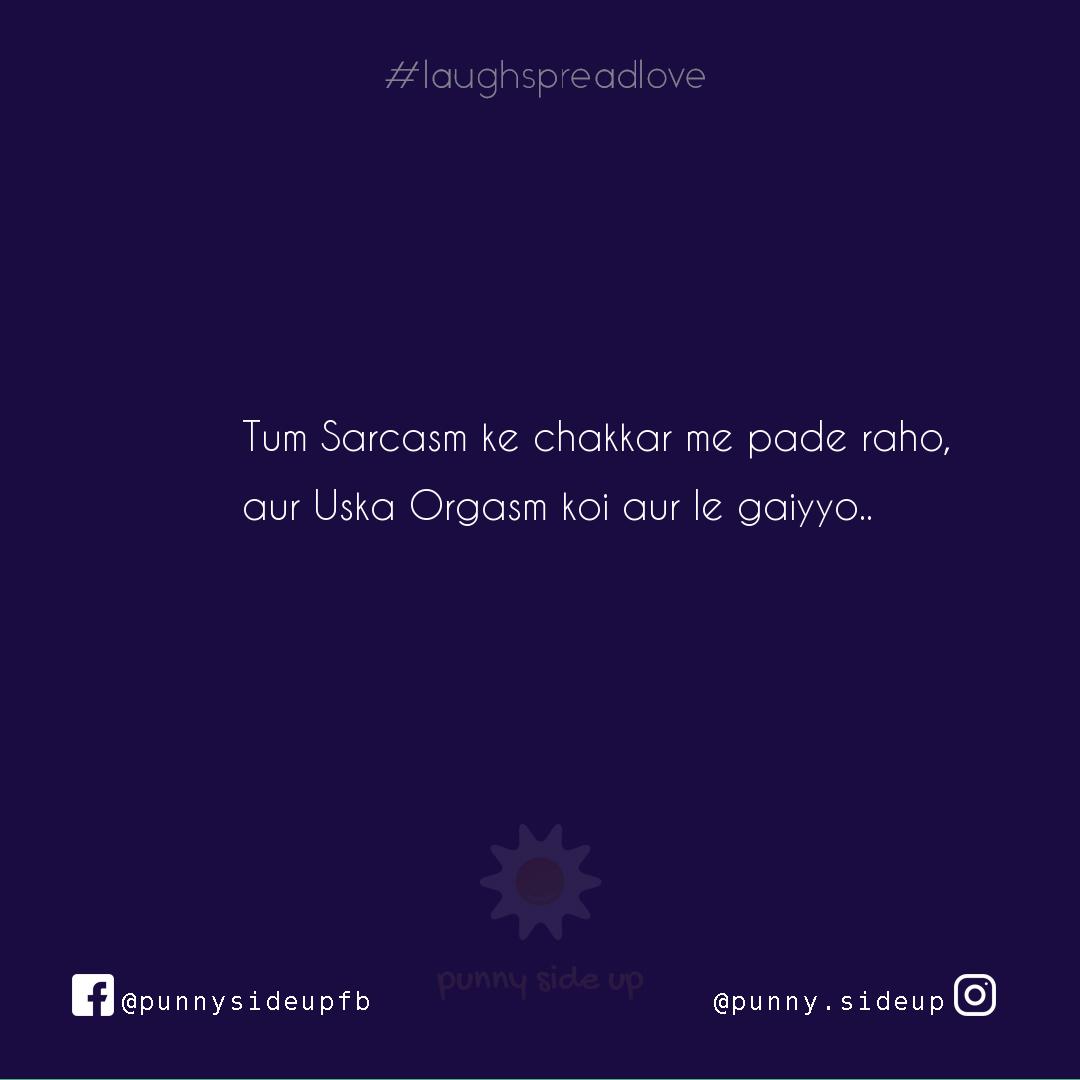 #laughspreadlove
Tum Sarcasm ke chakkar me pade raho,
aur Uska Orgasm koi aur le gaiyyo..
punny side up
@punnysideupfb
@punny.sideup